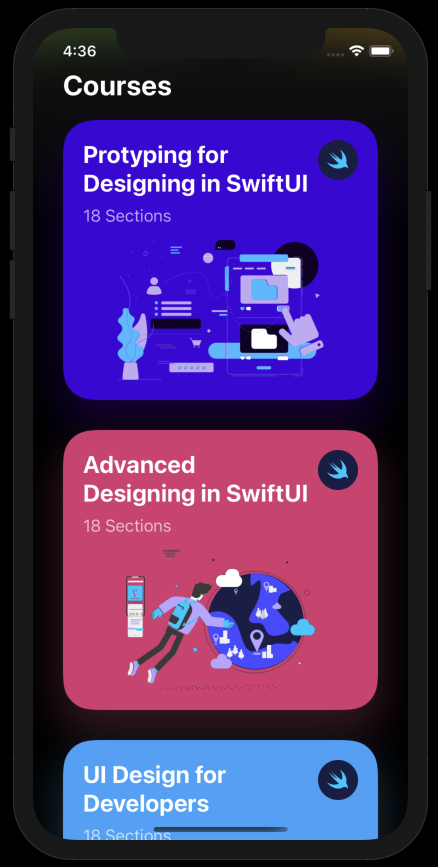 4:36
Courses
Protyping for
Designing in SwiftUI
18 Sections
Advanced
Designing in SwiftUI
18 Sections
UI Design for
Developers
18 Sections